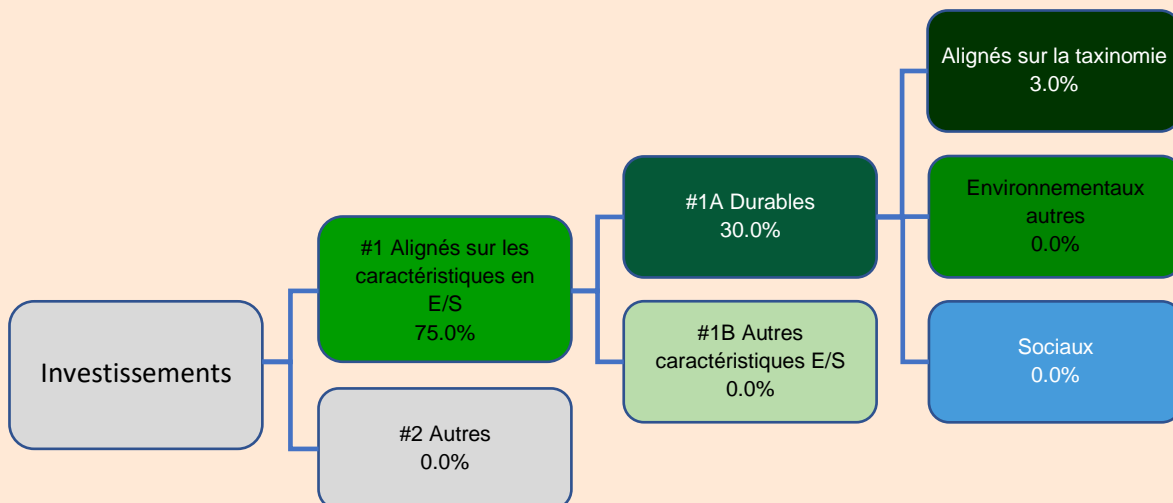 Investissements
#1 Alignés sur les
caractéristiques en
E/S
75.0%
#2 Autres
0.0%
#1A Durables
30.0%
#1B Autres
caractéristiques E/S
0.0%
Alignés sur la taxinomie
3.0%
Environnementaux
autres
0.0%
Sociaux
0.0%